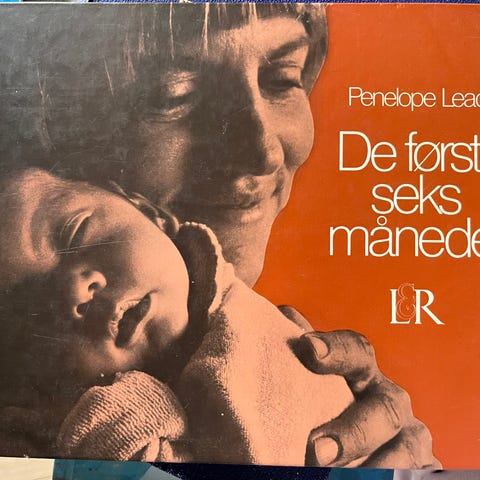 Penelope Leac
De først
seks
månede
L&R